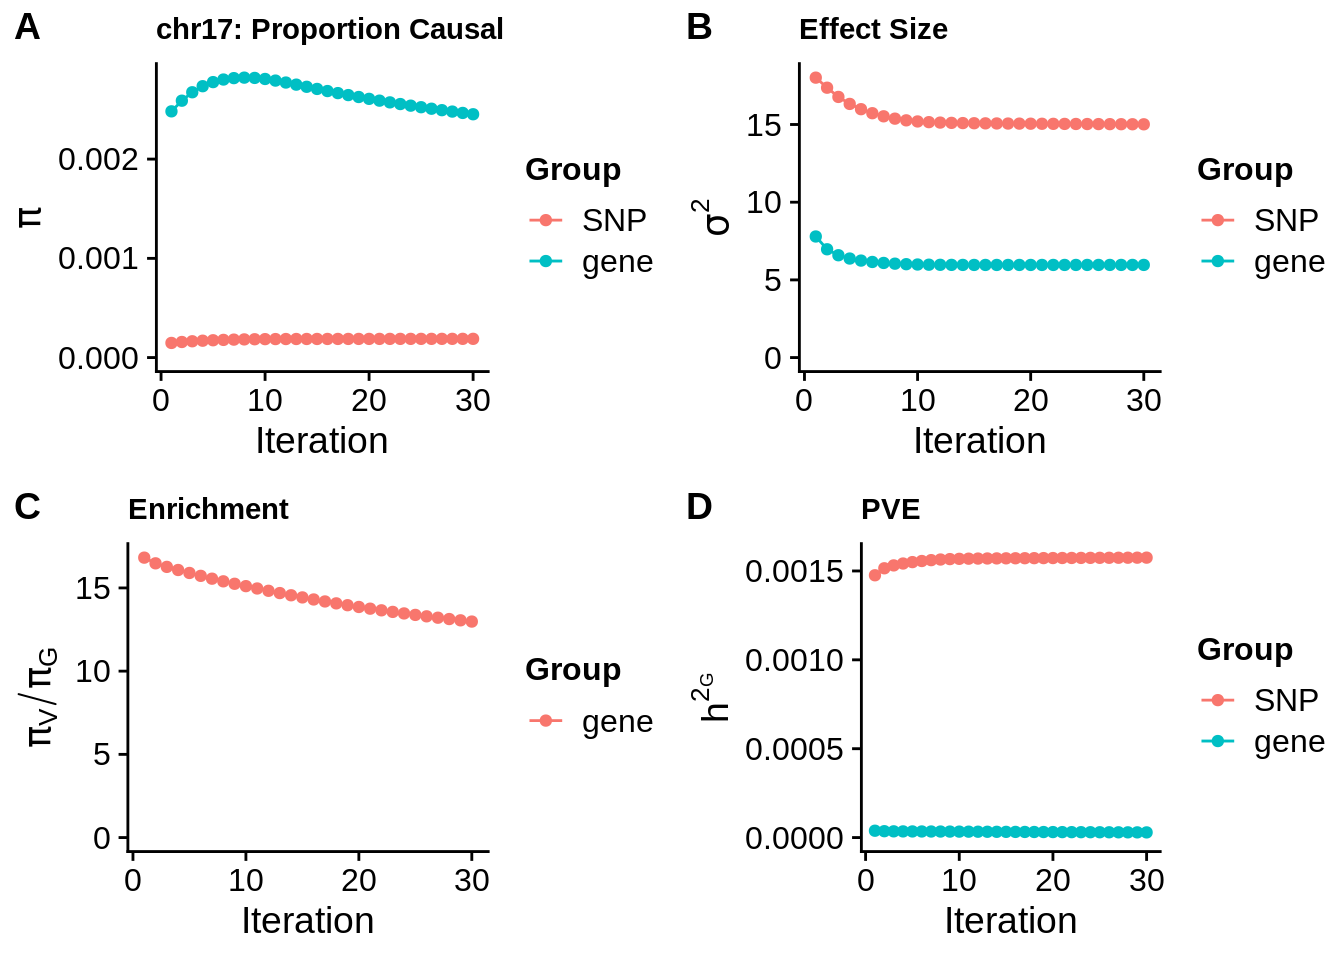 A
chr17: Proportion Causal
0.002
0.001
0.000
π
0 10 20 30
Iteration
Group
SNP
gene
B
Effect Size
15
10
5
0
σ²
0 10 20 30
Iteration
Group
SNP
gene
C
Enrichment
15
10
5
0
πV/πG
0 10 20 30
Iteration
Group
gene
D
PVE
0.0015
0.0010
0.0005
0.0000
h2G
0 10 20 30
Iteration
Group
SNP
gene